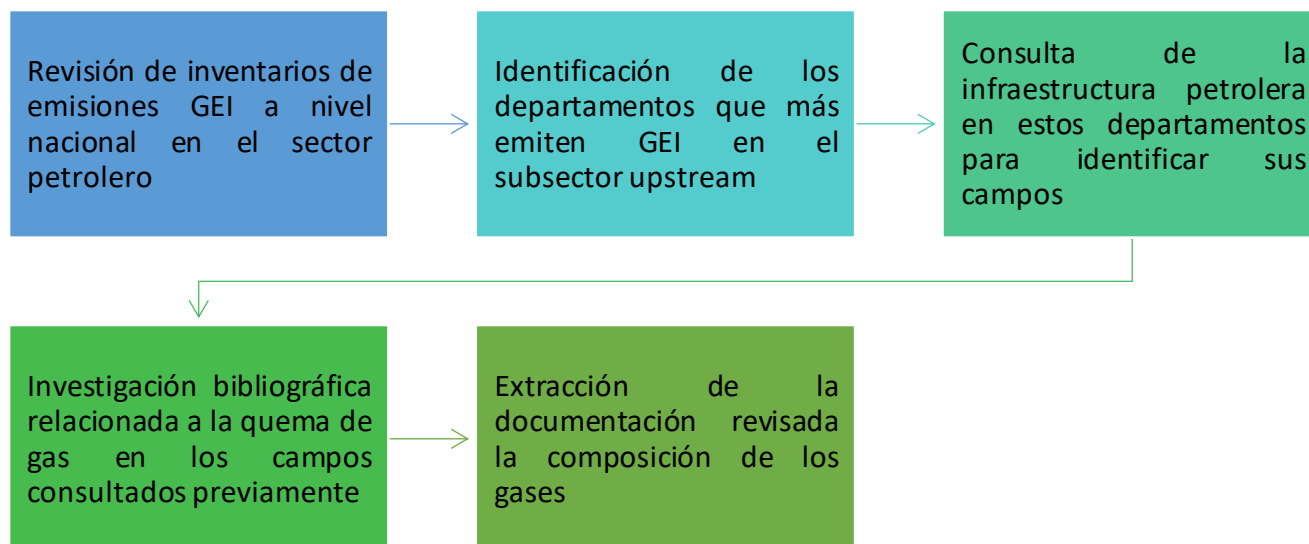 Revisión de inventarios de
emisiones GEI a nivel
nacional en el sector
petrolero
Identificación de los
departamentos que más
emiten GEI en el
subsector upstream
Consulta de la
infraestructura petrolera
en estos departamentos
para identificar sus
campos
Investigación bibliográfica
relacionada a la quema de
gas en los campos
consultados previamente
Extracción de la
documentación revisada
la composición de los
gases